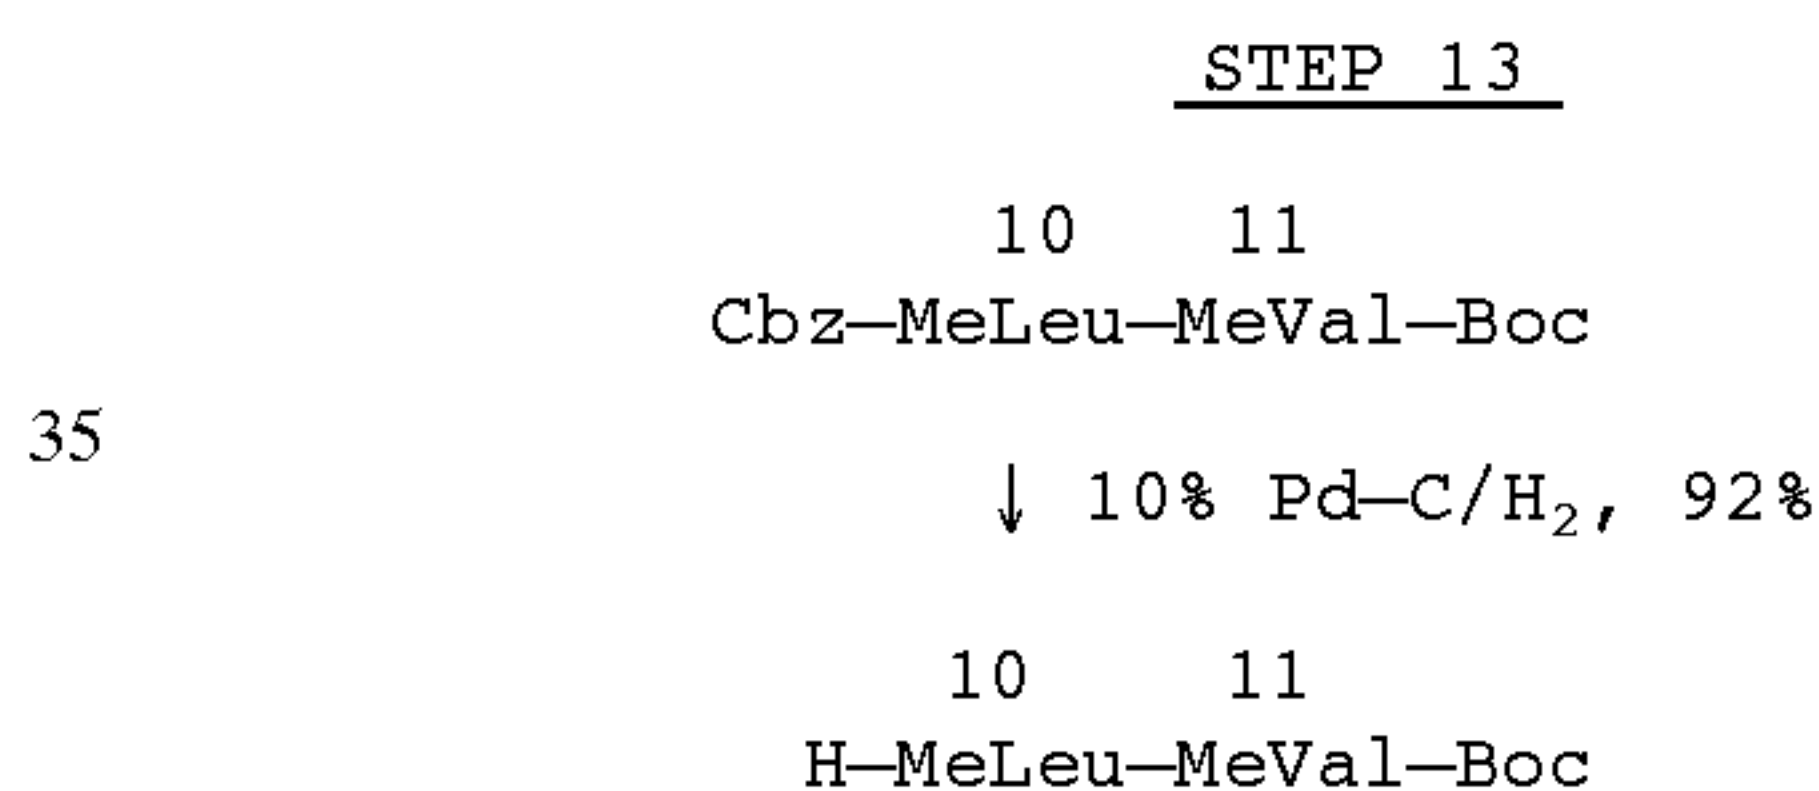 STEP 13
10 11
Cbz—MeLeu—MeVal—Boc
35
↓ 10% Pd—C/H₂, 92%
10 11
H—MeLeu—MeVal—Boc